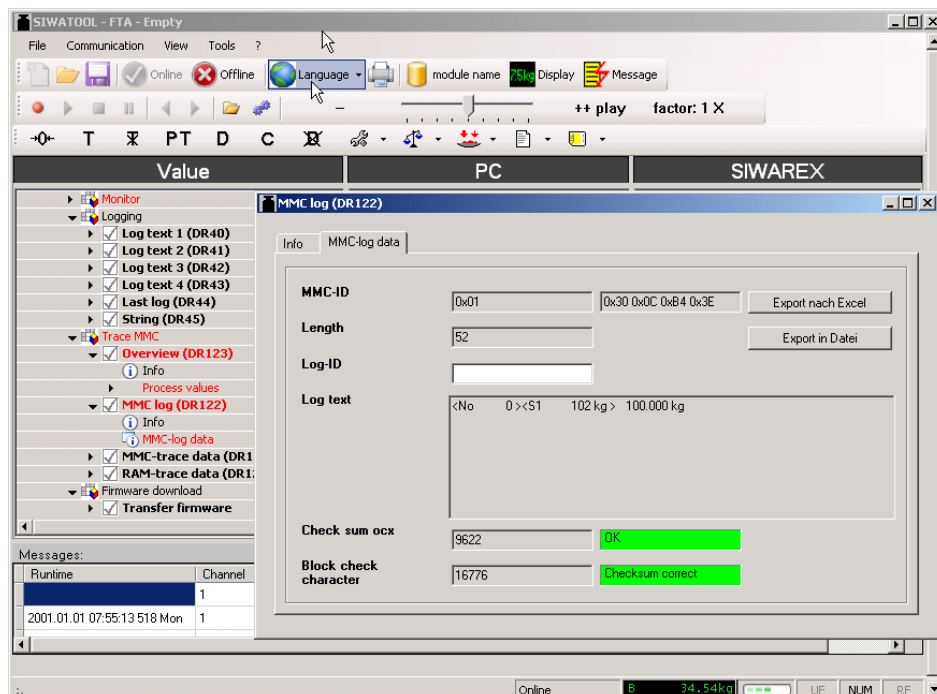 SIWATOOL - FTA - Empty
File Communication View Tools ?
Online Offline Language module name 7.5kg Display Message
++ play factor: 1 X
→0← T PT D C
Value PC SIWAREX
Monitor
Logging
Log text 1 (DR40)
Log text 2 (DR41)
Log text 3 (DR42)
Log text 4 (DR43)
Last log (DR44)
String (DR45)
Trace MMC
Overview (DR123)
Info
Process values
MMC log (DR122)
Info
MMC-log data
MMC-trace data (DR1
RAM-trace data (DR1
Firmware download
Transfer firmware
MMC log (DR122)
Info MMC-log data
MMC-ID 0x01 0x30 0x0C 0xB4 0x3E Export nach Excel
Length 52 Export in Datei
Log-ID
Log text <No 0 ><S1 102 kg > 100.000 kg
Check sum ocx 9622 OK
Block check character 16776 Checksum correct
Messages:
Runtime Channel
1
2001.01.01 07:55:13 518 Mon 1
Online B 34.54kg UF NUM RF